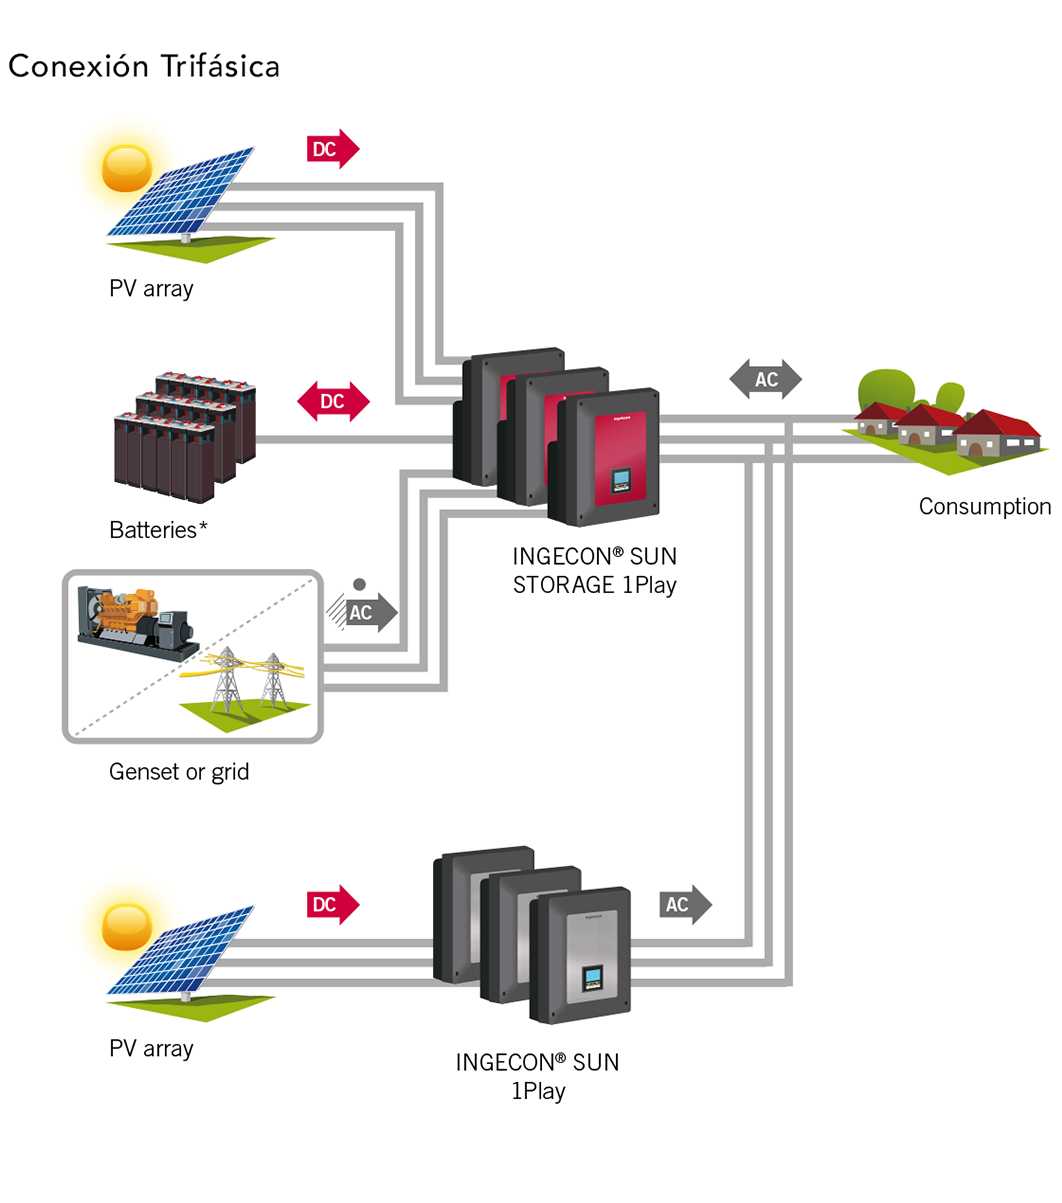 Conexión Trifásica
DC
PV array
DC
AC
Batteries*
Consumption
INGECON® SUN
STORAGE 1Play
AC
Genset or grid
DC
AC
PV array
INGECON® SUN
1Play